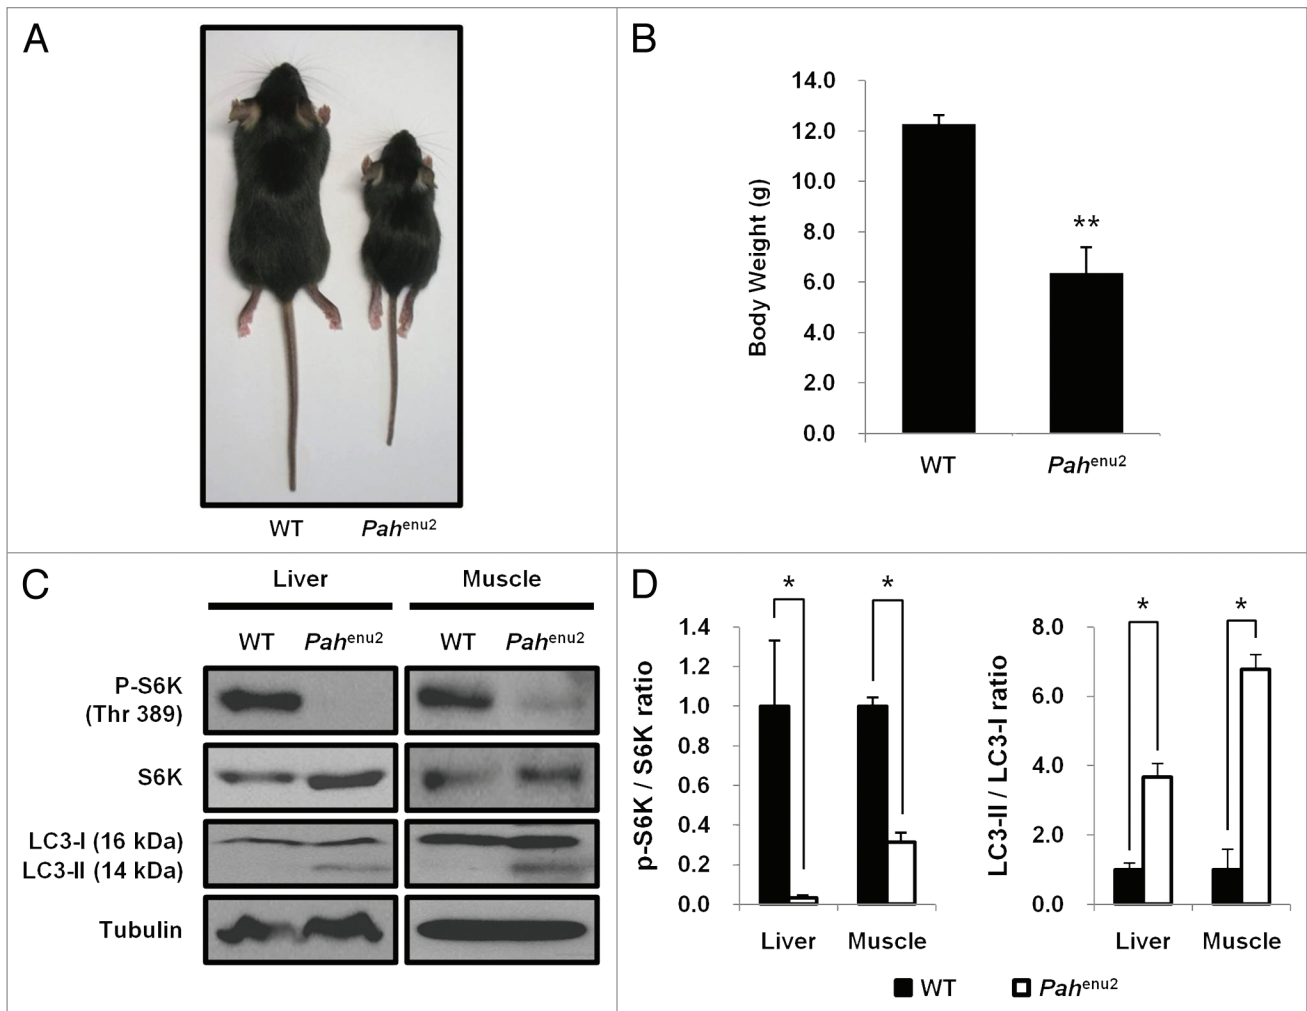 A
WT Pahenu2
B
14.0
12.0
10.0
8.0
6.0
4.0
2.0
0.0
Body Weight (g)
**
WT Pahenu2
C
Liver Muscle
WT Pahenu2 WT Pahenu2
P-S6K
(Thr 389)
S6K
LC3-I (16 kDa)
LC3-II (14 kDa)
Tubulin
D
p-S6K / S6K ratio
1.4
1.2
1.0
0.8
0.6
0.4
0.2
0.0
* *
Liver Muscle
LC3-II / LC3-I ratio
8.0
6.0
4.0
2.0
0.0
* *
Liver Muscle
WT Pahenu2